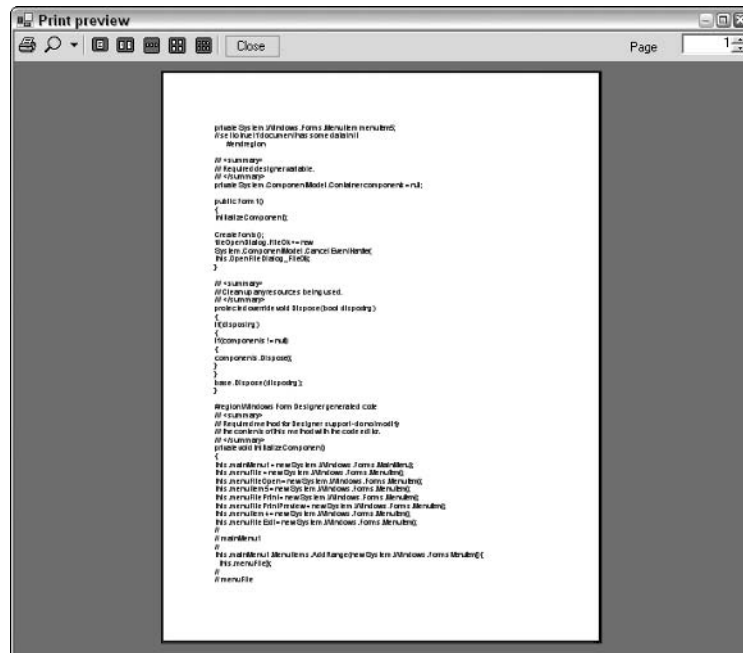 Print preview
Close
Page
1
private System.Windows.Forms.MenuItem menuItem5;
// set to true if document has some data in it
#endregion
/// <summary>
/// Required designer variable.
/// </summary>
private System.ComponentModel.Container components = null;
public Form1()
{
InitializeComponent();
CreateFonts();
fileOpenDialog.FileOk += new
System.ComponentModel.CancelEventHandler(
this.OpenFileDialog_FileOk);
}
/// <summary>
/// Clean up any resources being used.
/// </summary>
protected override void Dispose(bool disposing)
{
if(disposing)
{
if(components != null)
{
components.Dispose();
}
}
base.Dispose(disposing);
}
#region Windows Form Designer generated code
/// <summary>
/// Required method for Designer support - do not modify
/// the contents of this method with the code editor.
/// </summary>
private void InitializeComponent()
{
this.mainMenu1 = new System.Windows.Forms.MainMenu();
this.menuFile = new System.Windows.Forms.MenuItem();
this.menuFileOpen = new System.Windows.Forms.MenuItem();
this.menuItem5 = new System.Windows.Forms.MenuItem();
this.menuFilePrint = new System.Windows.Forms.MenuItem();
this.menuFilePrintPreview = new System.Windows.Forms.MenuItem();
this.menuItem4 = new System.Windows.Forms.MenuItem();
this.menuFileExit = new System.Windows.Forms.MenuItem();
//
// mainMenu1
//
this.mainMenu1.MenuItems.AddRange(new System.Windows.Forms.MenuItem[] {
this.menuFile});
//
// menuFile